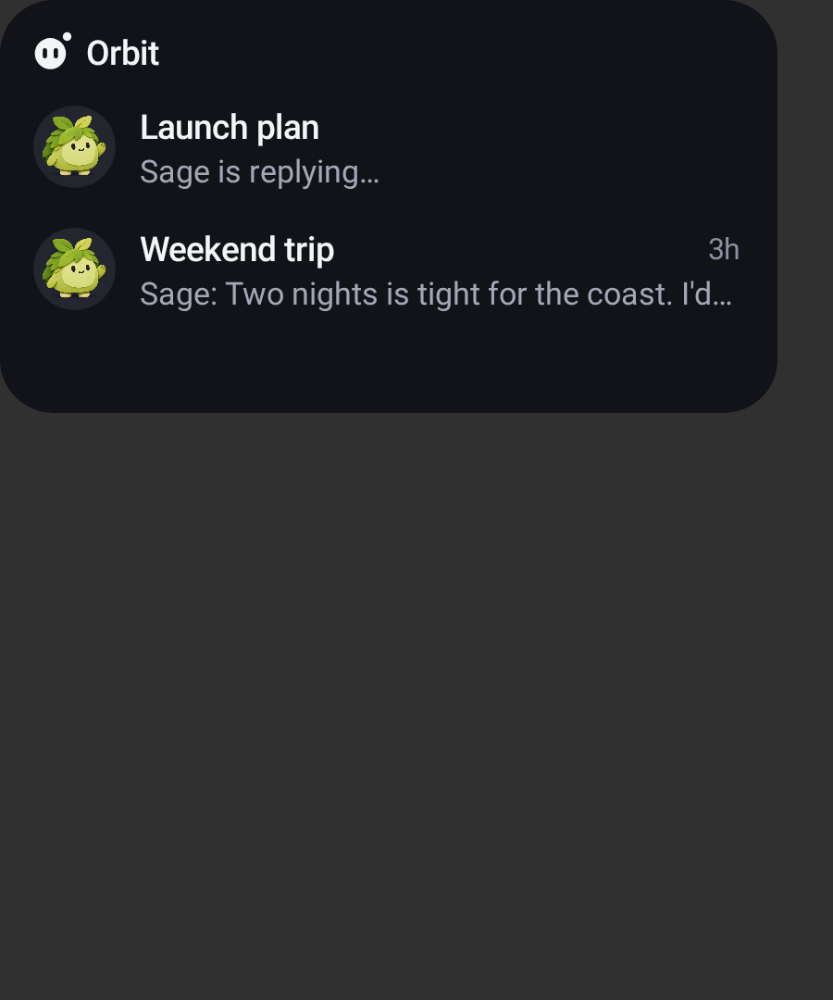 Orbit
Launch plan
Sage is replying…
Weekend trip
3h
Sage: Two nights is tight for the coast. I'd…